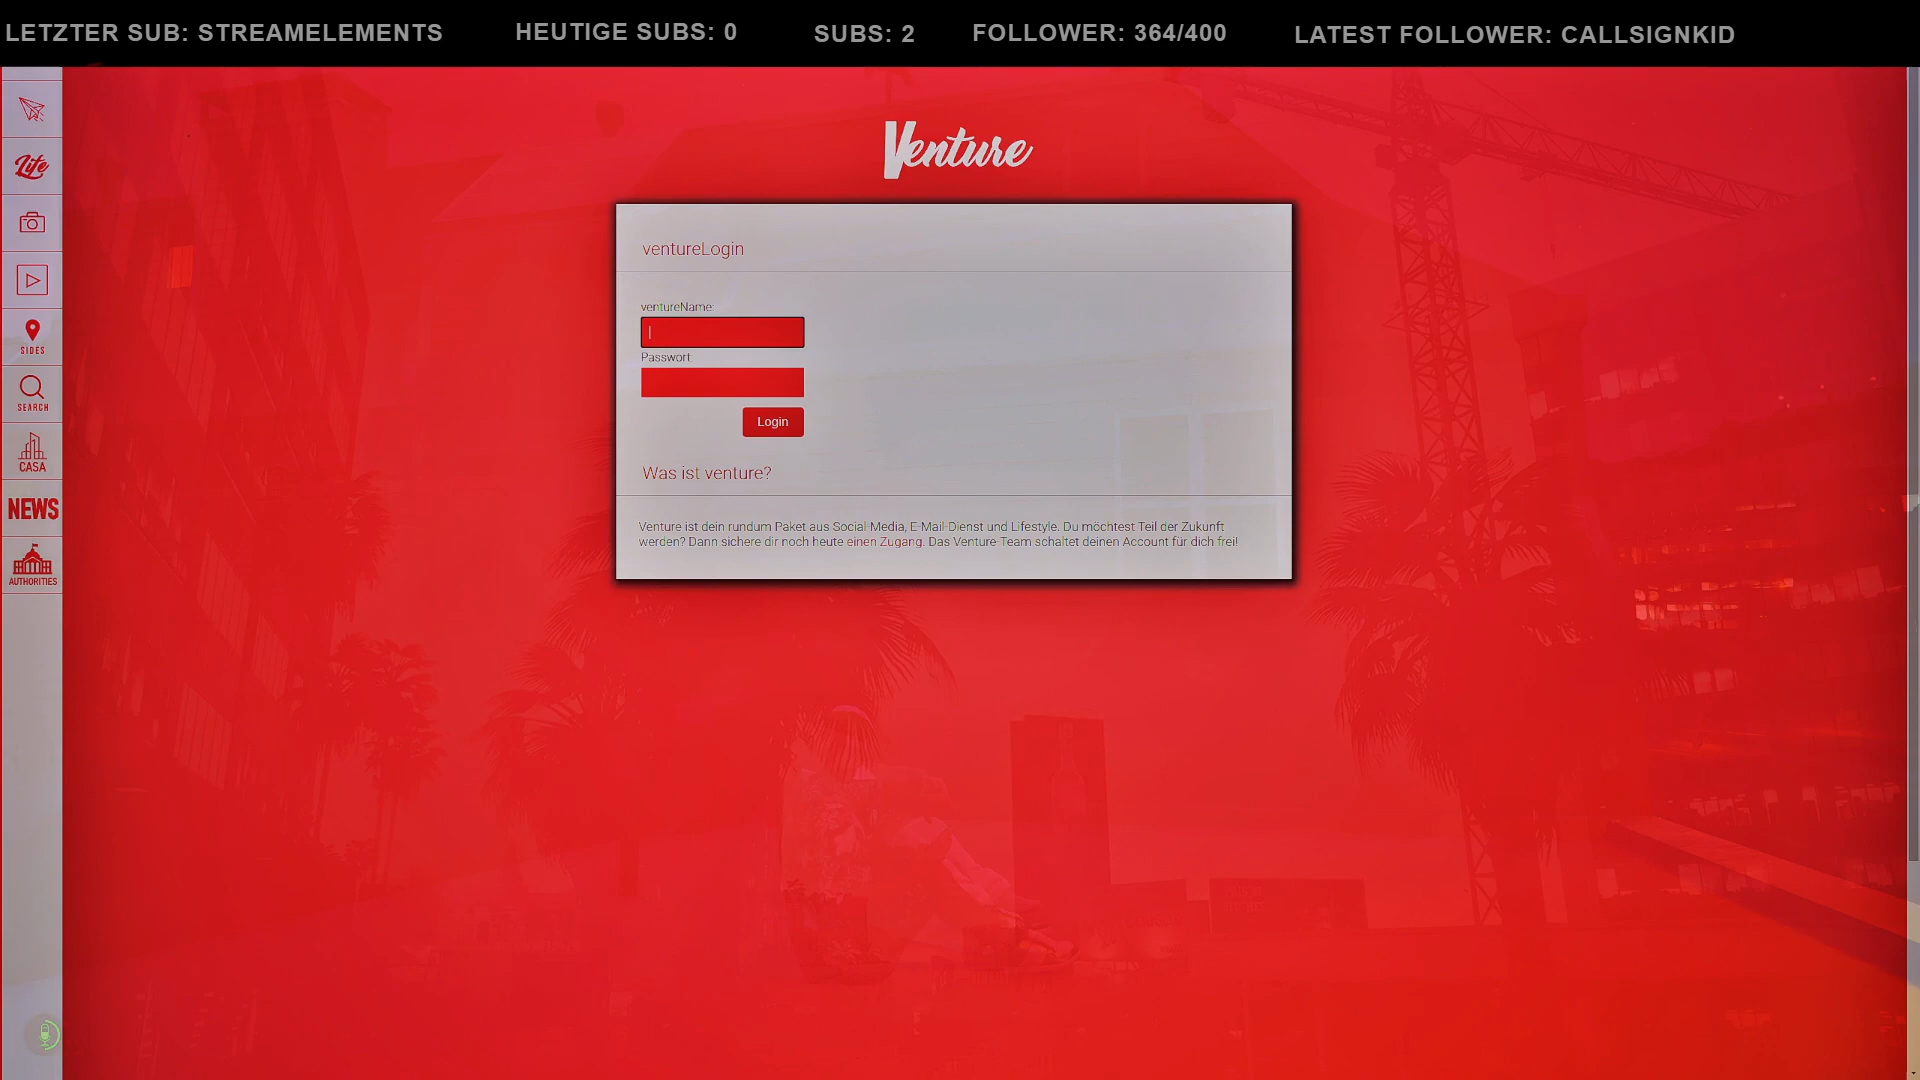 LETZTER SUB: STREAMELEMENTS HEUTIGE SUBS: 0 SUBS: 2 FOLLOWER: 364/400 LATEST FOLLOWER: CALLSIGNKID
Venture
Life
SIDES
SEARCH
CASA
NEWS
AUTHORITIES
ventureLogin
ventureName:
Passwort:
Login
Was ist venture?
Venture ist dein rundum Paket aus Social-Media, E-Mail-Dienst und Lifestyle. Du möchtest Teil der Zukunft
werden? Dann sichere dir noch heute einen Zugang. Das Venture-Team schaltet deinen Account für dich frei!